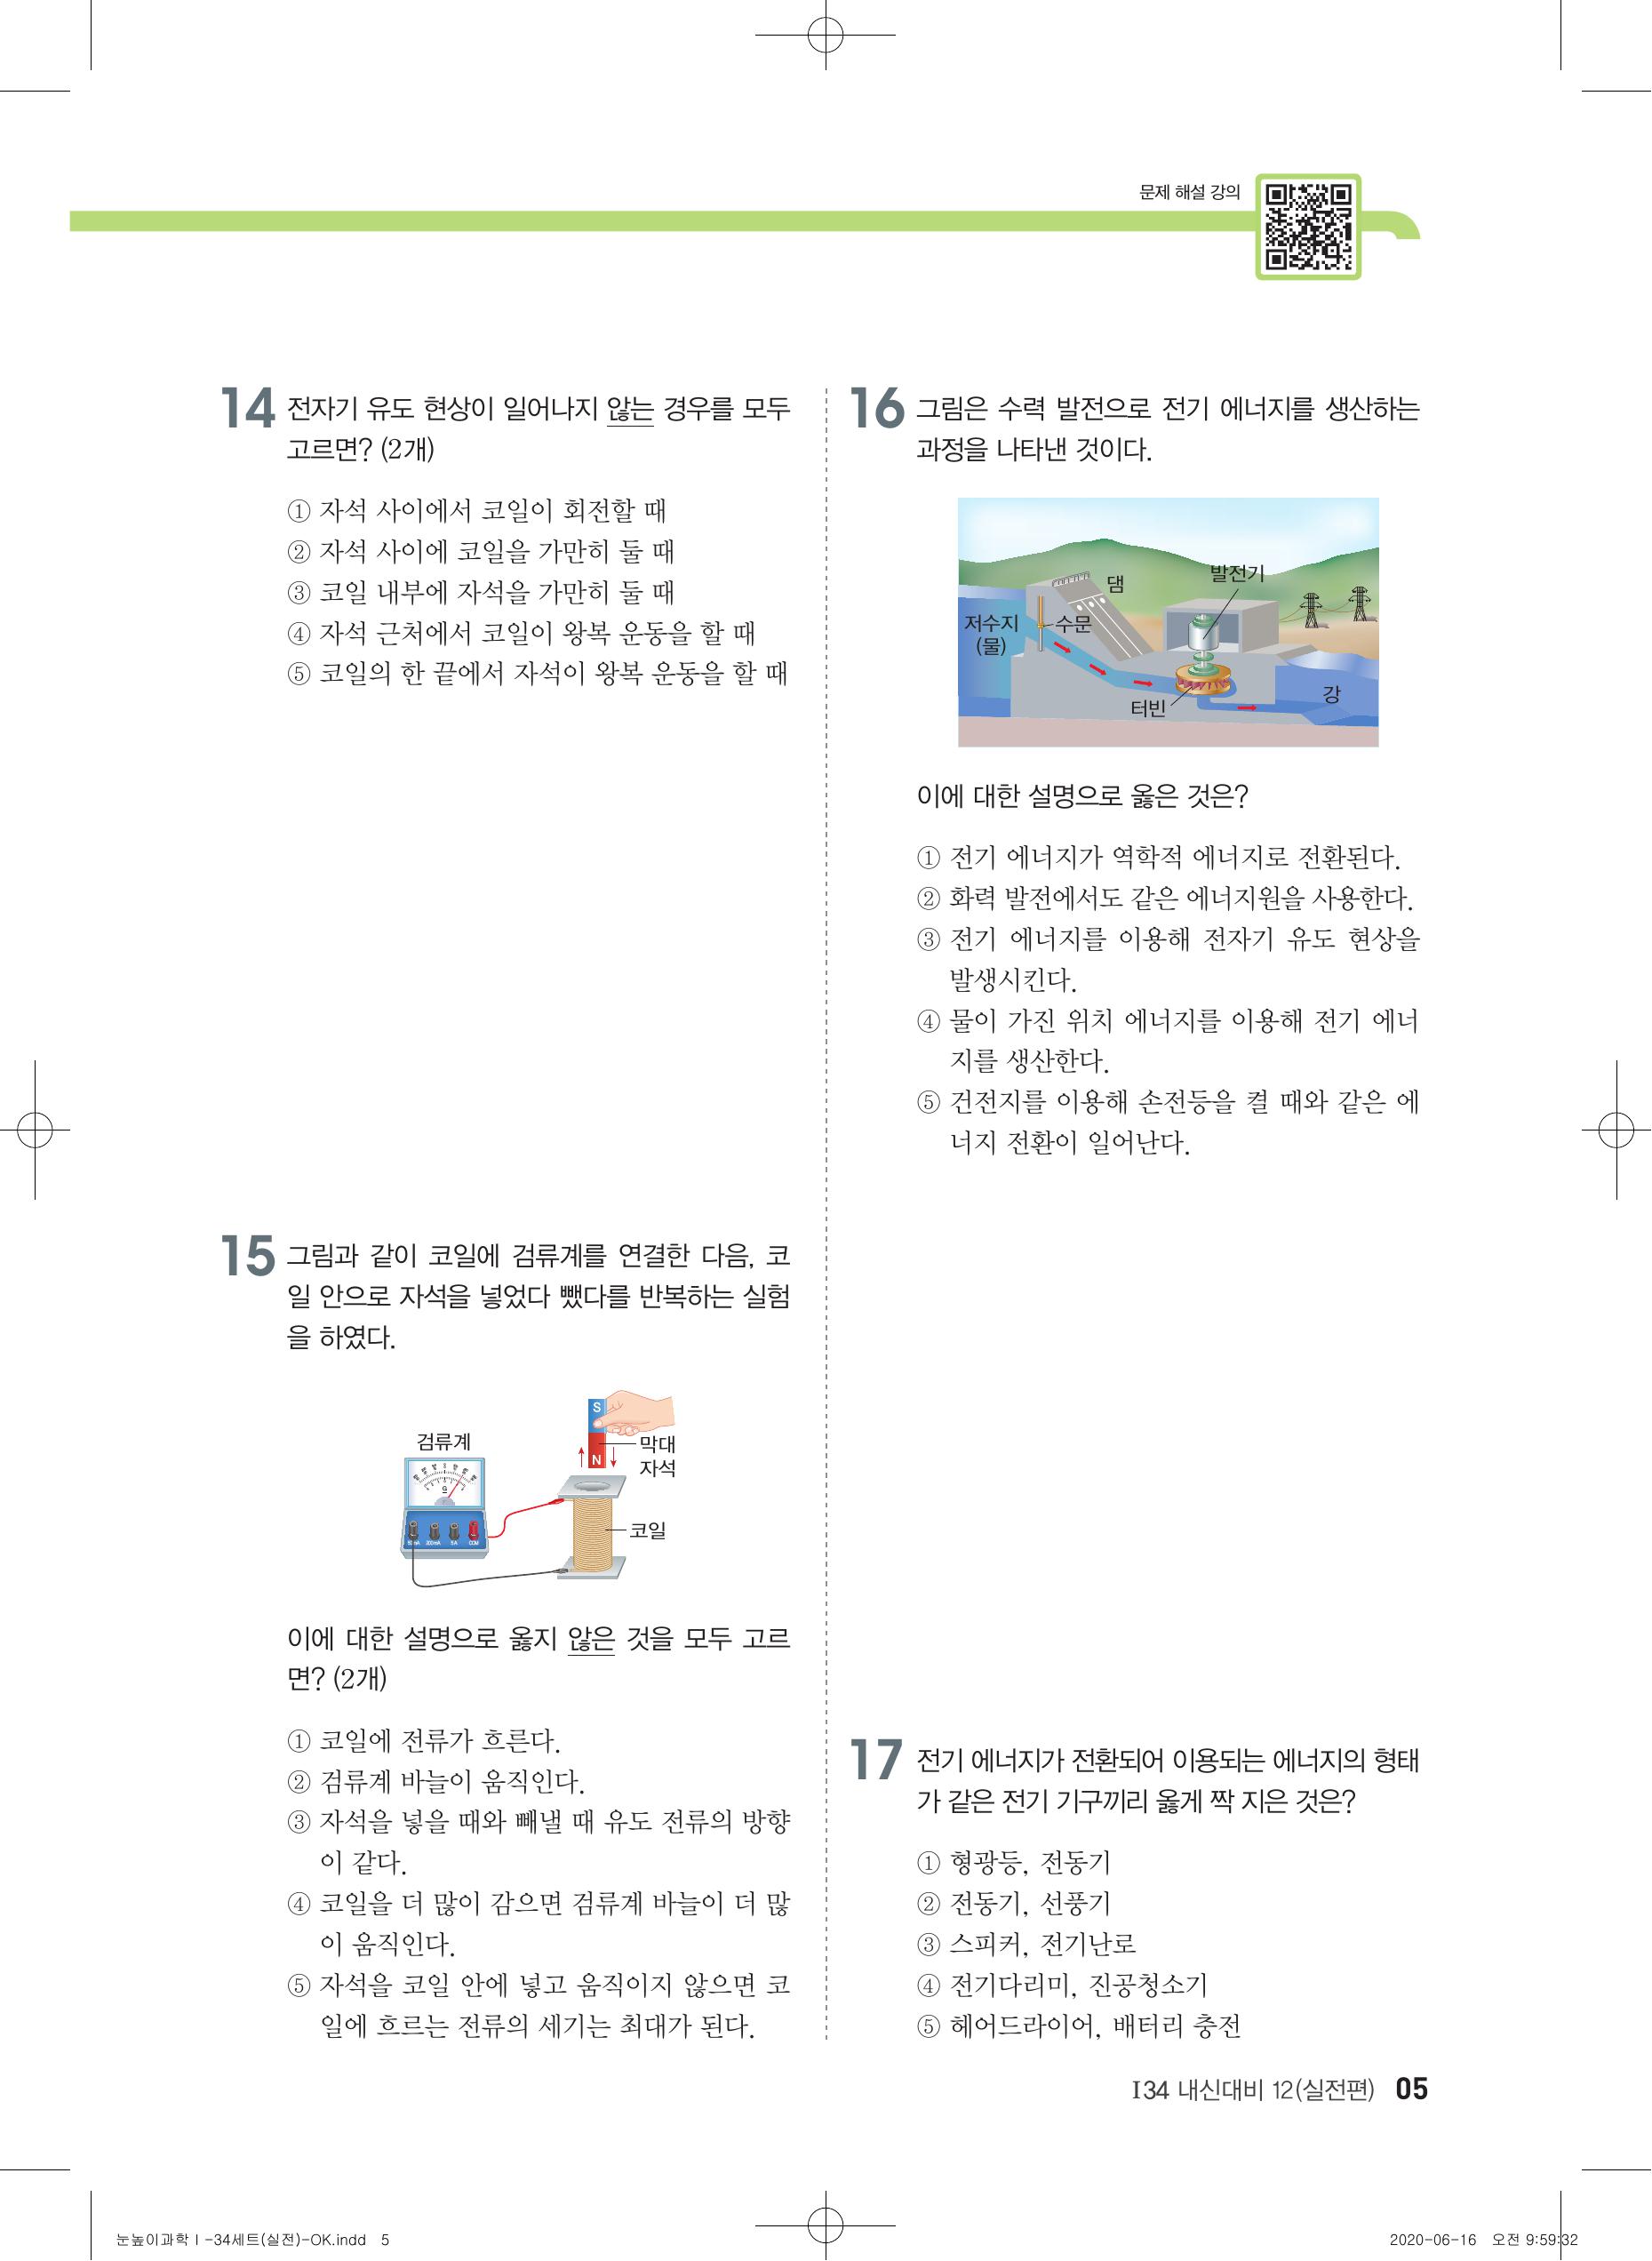 문제 해설 강의
14 전자기 유도 현상이 일어나지 않는 경우를 모두
고르면? (2개)
① 자석 사이에서 코일이 회전할 때
② 자석 사이에 코일을 가만히 둘 때
③ 코일 내부에 자석을 가만히 둘 때
④ 자석 근처에서 코일이 왕복 운동을 할 때
⑤ 코일의 한 끝에서 자석이 왕복 운동을 할 때
15 그림과 같이 코일에 검류계를 연결한 다음, 코
일 안으로 자석을 넣었다 뺐다를 반복하는 실험
을 하였다.
검류계
S
N
막대
자석
코일
G
50mA 200mA 5A COM
이에 대한 설명으로 옳지 않은 것을 모두 고르
면? (2개)
① 코일에 전류가 흐른다.
② 검류계 바늘이 움직인다.
③ 자석을 넣을 때와 빼낼 때 유도 전류의 방향
이 같다.
④ 코일을 더 많이 감으면 검류계 바늘이 더 많
이 움직인다.
⑤ 자석을 코일 안에 넣고 움직이지 않으면 코
일에 흐르는 전류의 세기는 최대가 된다.
16 그림은 수력 발전으로 전기 에너지를 생산하는
과정을 나타낸 것이다.
발전기
댐
저수지
(물)
수문
강
터빈
이에 대한 설명으로 옳은 것은?
① 전기 에너지가 역학적 에너지로 전환된다.
② 화력 발전에서도 같은 에너지원을 사용한다.
③ 전기 에너지를 이용해 전자기 유도 현상을
발생시킨다.
④ 물이 가진 위치 에너지를 이용해 전기 에너
지를 생산한다.
⑤ 건전지를 이용해 손전등을 켤 때와 같은 에
너지 전환이 일어난다.
17 전기 에너지가 전환되어 이용되는 에너지의 형태
가 같은 전기 기구끼리 옳게 짝 지은 것은?
① 형광등, 전동기
② 전동기, 선풍기
③ 스피커, 전기난로
④ 전기다리미, 진공청소기
⑤ 헤어드라이어, 배터리 충전
I34 내신대비 12(실전편) 05
눈높이과학 I -34세트(실전)-OK.indd 5
2020-06-16 오전 9:59:32